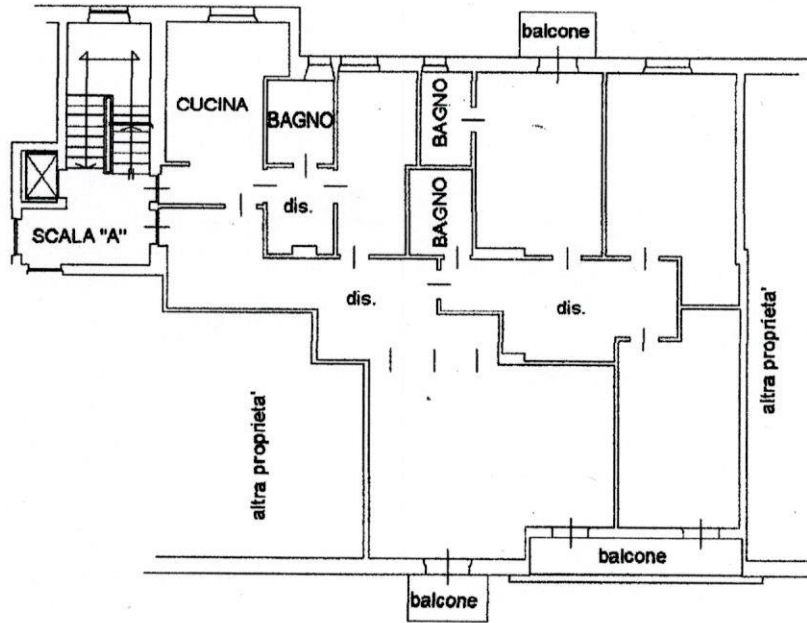 balcone
CUCINA
BAGNO
BAGNO
BAGNO
dis.
SCALA "A"
dis.
dis.
altra proprieta'
altra proprieta'
balcone
balcone